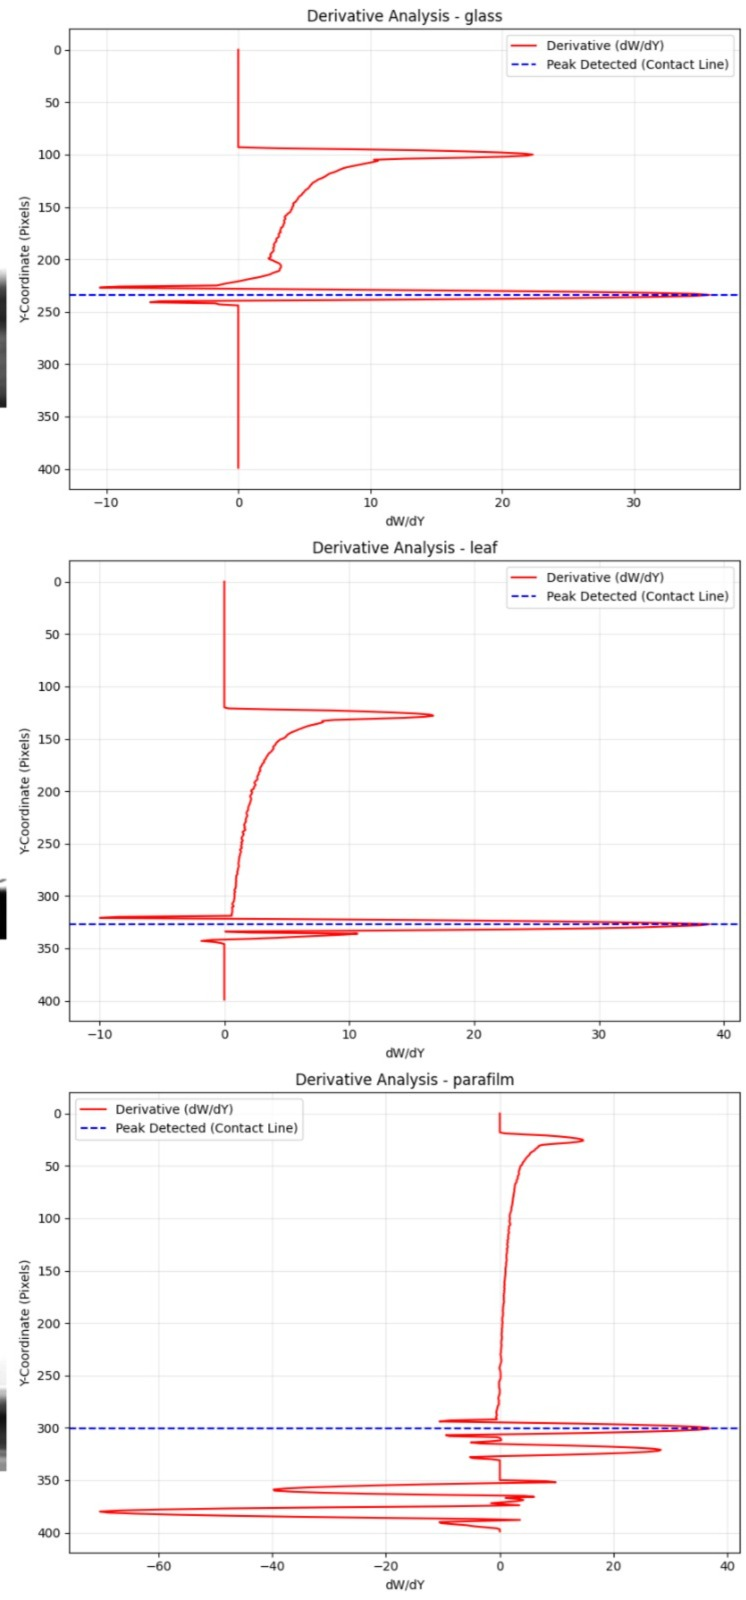 Derivative Analysis - glass
Derivative (dW/dY)
Peak Detected (Contact Line)
0
50
100
150
200
250
300
350
400
Y-Coordinate (Pixels)
−10
0
10
20
30
dW/dY
Derivative Analysis - leaf
Derivative (dW/dY)
Peak Detected (Contact Line)
0
50
100
150
200
250
300
350
400
Y-Coordinate (Pixels)
−10
0
10
20
30
40
dW/dY
Derivative Analysis - parafilm
Derivative (dW/dY)
Peak Detected (Contact Line)
0
50
100
150
200
250
300
350
400
Y-Coordinate (Pixels)
−60
−40
−20
0
20
40
dW/dY